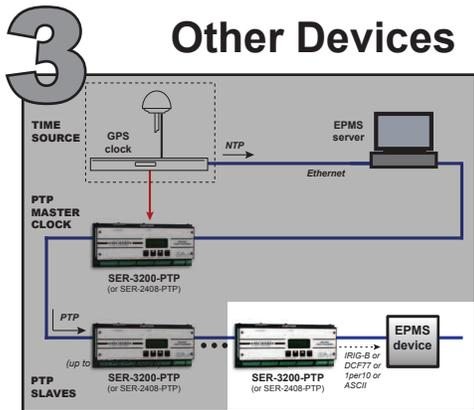 3
Other Devices
TIME
SOURCE
GPS
clock
NTP
EPMS
server
Ethernet
PTP
MASTER
CLOCK
SER-3200-PTP
(or SER-2408-PTP)
PTP
(up to
SER-3200-PTP
(or SER-2408-PTP)
SER-3200-PTP
(or SER-2408-PTP)
IRIG-B or
DCF77 or
1per10 or
ASCII
EPMS
device
PTP
SLAVES